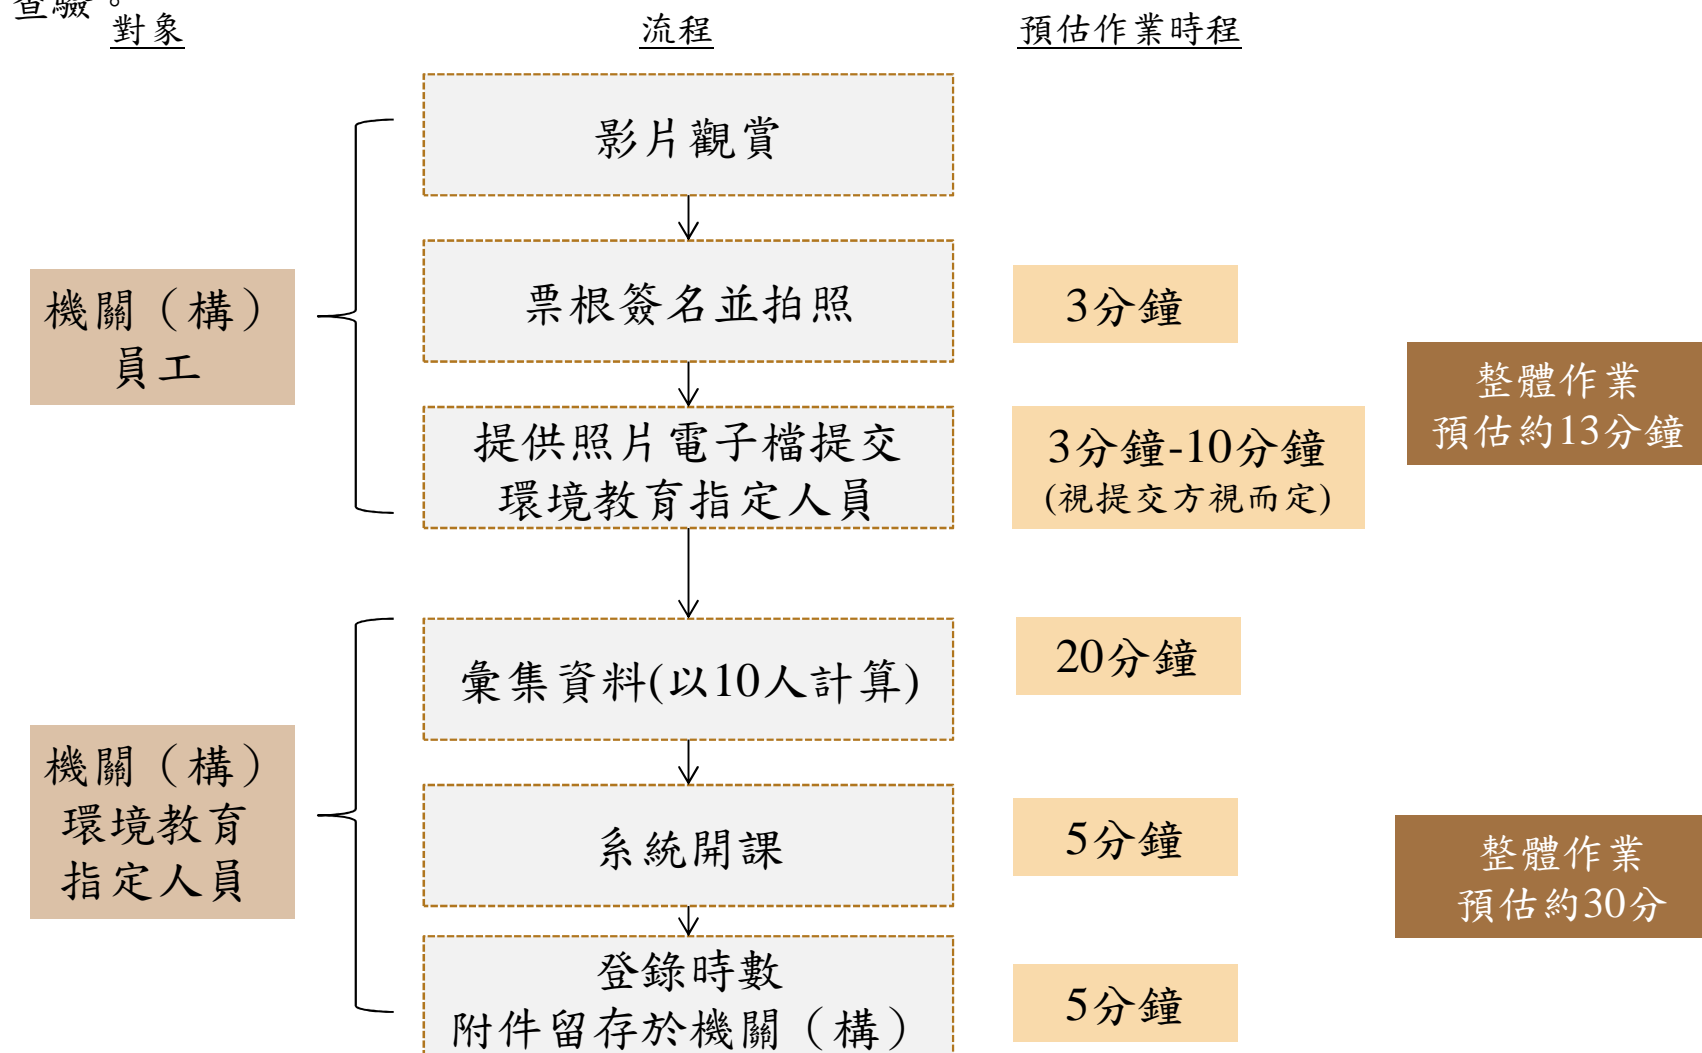 查驗。
對象
流程
預估作業時程
影片觀賞
機關（構）
員工
票根簽名並拍照
3分鐘
提供照片電子檔提交
環境教育指定人員
3分鐘-10分鐘
(視提交方視而定)
整體作業
預估約13分鐘
機關（構）
環境教育
指定人員
彙集資料(以10人計算)
20分鐘
系統開課
5分鐘
登錄時數
附件留存於機關（構）
5分鐘
整體作業
預估約30分